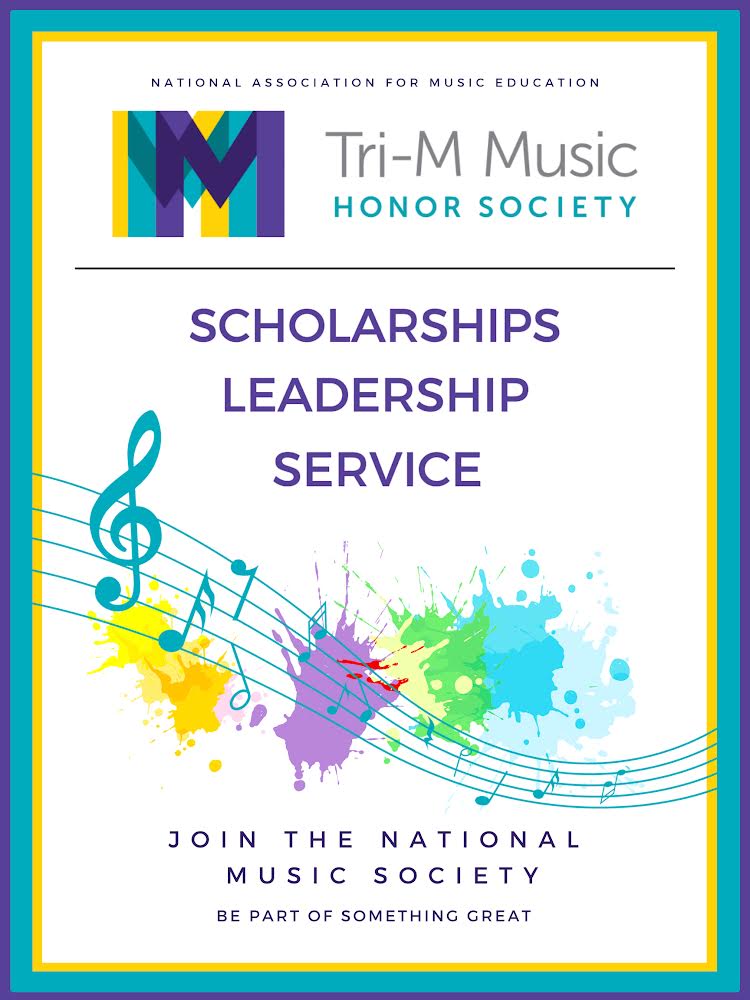 NATIONAL ASSOCIATION FOR MUSIC EDUCATION
Tri-M Music
HONOR SOCIETY
SCHOLARSHIPS
LEADERSHIP
SERVICE
JOIN THE NATIONAL
MUSIC SOCIETY
BE PART OF SOMETHING GREAT